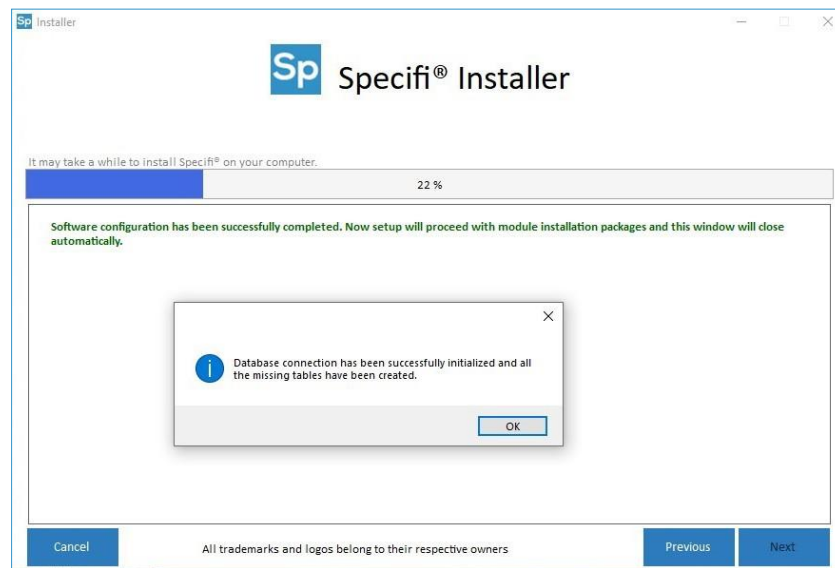 Sp Installer
Sp Specifi® Installer
It may take a while to install Specifi® on your computer.
22 %
Software configuration has been successfully completed. Now setup will proceed with module installation packages and this window will close
automatically.
Database connection has been successfully initialized and all
the missing tables have been created.
OK
Cancel
All trademarks and logos belong to their respective owners
Previous
Next